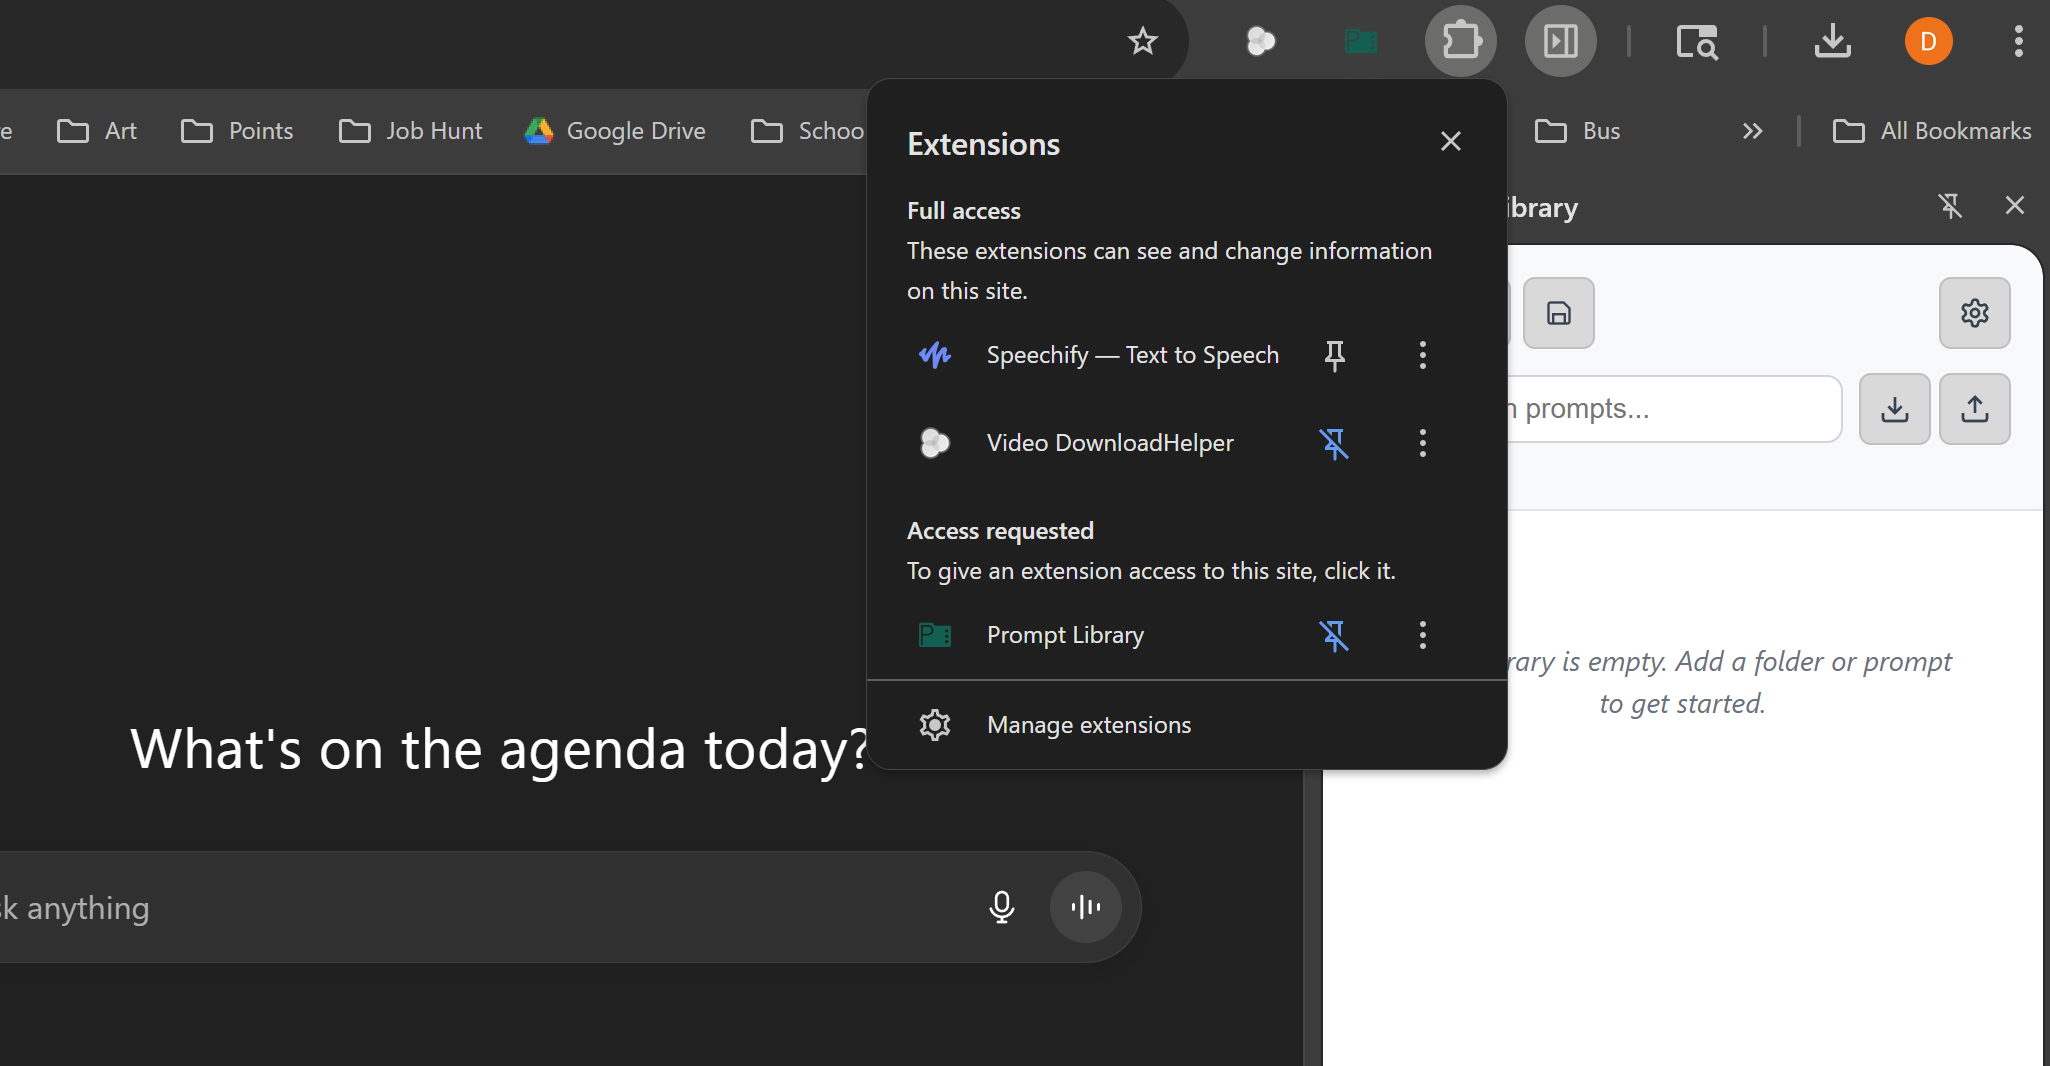 D
Art
Points
Job Hunt
Google Drive
Schoo
Bus
All Bookmarks
Extensions
Full access
These extensions can see and change information
on this site.
Speechify — Text to Speech
Video DownloadHelper
Access requested
To give an extension access to this site, click it.
Prompt Library
Manage extensions
ibrary
prompts...
rary is empty. Add a folder or prompt
to get started.
What's on the agenda today?
sk anything